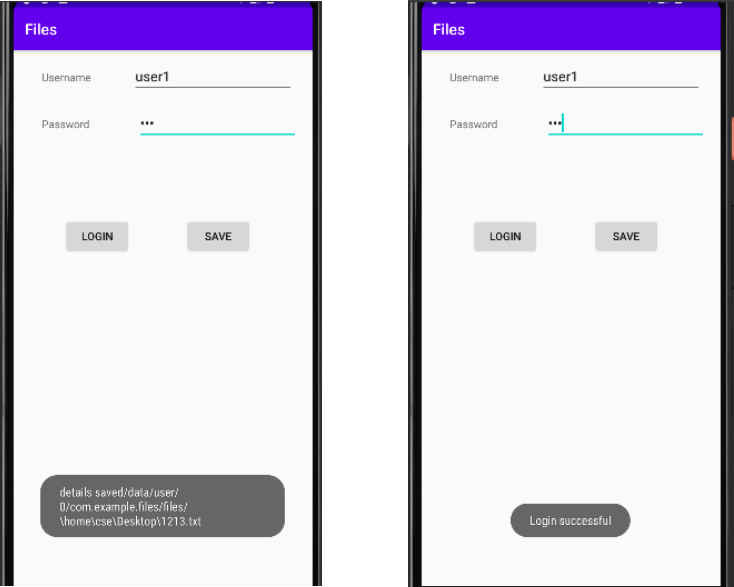 Files
Username user1
Password •••
LOGIN SAVE
details saved/data/user/
0/com.example.files/files/
\home\cse\Desktop\1213.txt
Files
Username user1
Password •••
LOGIN SAVE
Login successful